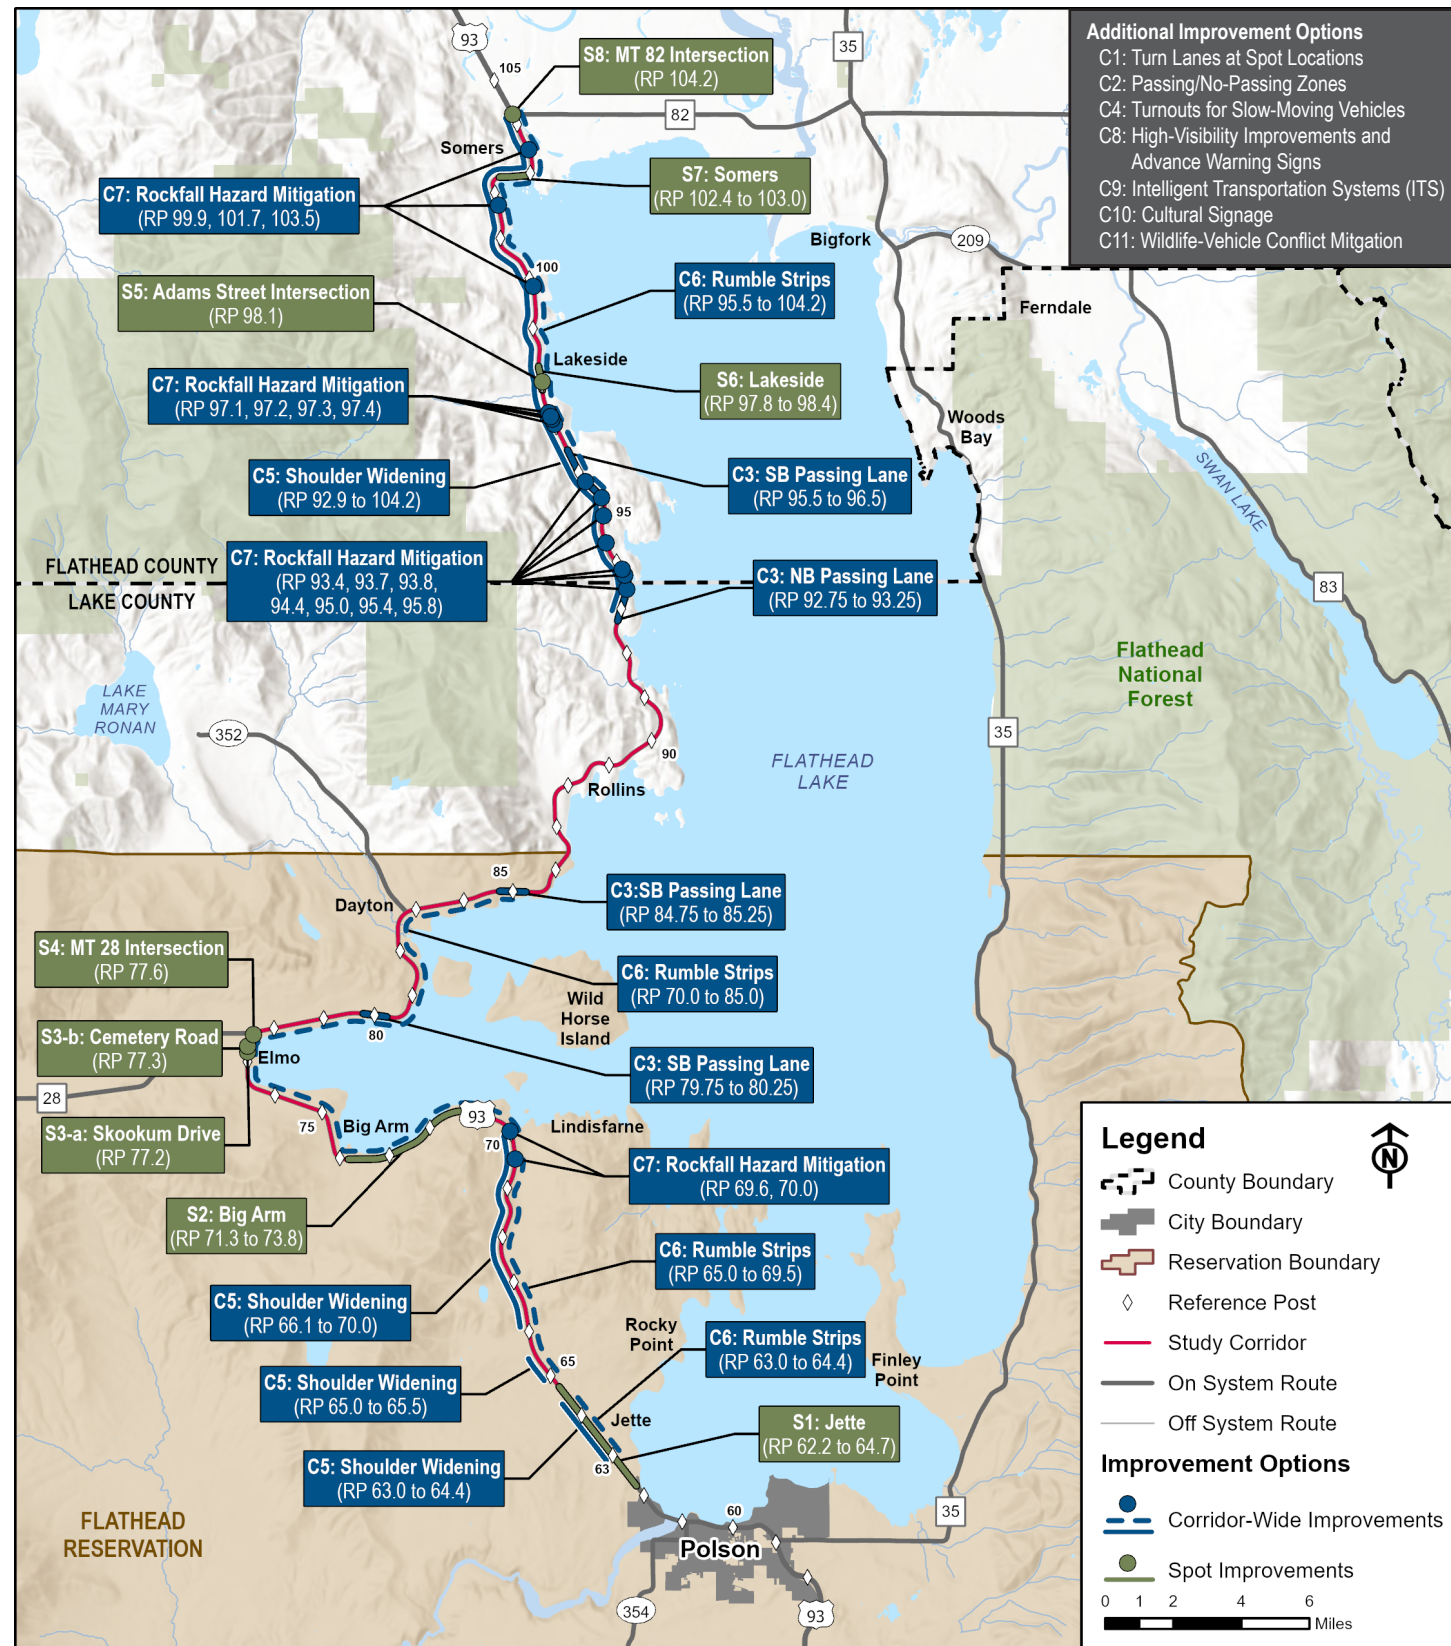 Additional Improvement Options
C1: Turn Lanes at Spot Locations
C2: Passing/No-Passing Zones
C4: Turnouts for Slow-Moving Vehicles
C8: High-Visibility Improvements and
Advance Warning Signs
C9: Intelligent Transportation Systems (ITS)
C10: Cultural Signage
C11: Wildlife-Vehicle Conflict Mitgation
93
35
105
S8: MT 82 Intersection
(RP 104.2)
82
Somers
S7: Somers
(RP 102.4 to 103.0)
C7: Rockfall Hazard Mitigation
(RP 99.9, 101.7, 103.5)
Bigfork
209
100
C6: Rumble Strips
(RP 95.5 to 104.2)
S5: Adams Street Intersection
(RP 98.1)
Ferndale
Lakeside
C7: Rockfall Hazard Mitigation
(RP 97.1, 97.2, 97.3, 97.4)
S6: Lakeside
(RP 97.8 to 98.4)
Woods
Bay
C5: Shoulder Widening
(RP 92.9 to 104.2)
C3: SB Passing Lane
(RP 95.5 to 96.5)
SWAN LAKE
95
FLATHEAD COUNTY
LAKE COUNTY
C7: Rockfall Hazard Mitigation
(RP 93.4, 93.7, 93.8,
94.4, 95.0, 95.4, 95.8)
C3: NB Passing Lane
(RP 92.75 to 93.25)
83
Flathead
National
Forest
LAKE
MARY
RONAN
352
35
90
FLATHEAD
LAKE
Rollins
85
C3:SB Passing Lane
(RP 84.75 to 85.25)
Dayton
S4: MT 28 Intersection
(RP 77.6)
C6: Rumble Strips
(RP 70.0 to 85.0)
Wild
Horse
Island
80
S3-b: Cemetery Road
(RP 77.3)
Elmo
C3: SB Passing Lane
(RP 79.75 to 80.25)
28
S3-a: Skookum Drive
(RP 77.2)
75
Big Arm
93
70
Lindisfarne
C7: Rockfall Hazard Mitigation
(RP 69.6, 70.0)
S2: Big Arm
(RP 71.3 to 73.8)
C6: Rumble Strips
(RP 65.0 to 69.5)
C5: Shoulder Widening
(RP 66.1 to 70.0)
Rocky
Point
C6: Rumble Strips
(RP 63.0 to 64.4)
Finley
Point
65
C5: Shoulder Widening
(RP 65.0 to 65.5)
Jette
S1: Jette
(RP 62.2 to 64.7)
63
C5: Shoulder Widening
(RP 63.0 to 64.4)
FLATHEAD
RESERVATION
60
35
Polson
354
93
Legend
N
County Boundary
City Boundary
Reservation Boundary
Reference Post
Study Corridor
On System Route
Off System Route
Improvement Options
Corridor-Wide Improvements
Spot Improvements
0 1 2 4 6
Miles